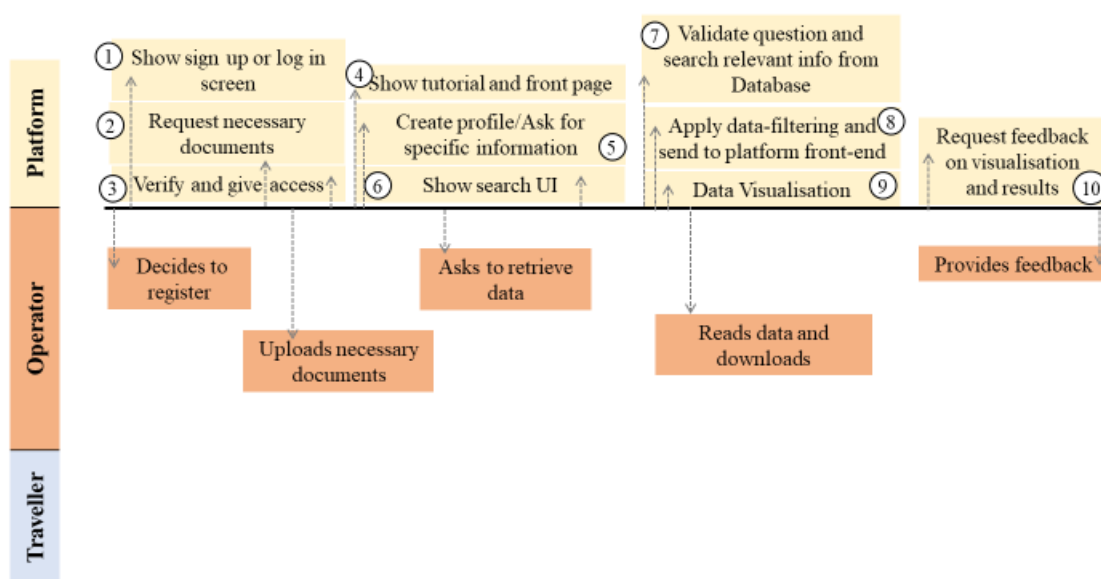 Platform
1
Show sign up or log in
screen
2
Request necessary
documents
3
Verify and give access
4
Show tutorial and front page
Create profile/Ask for
specific information
5
6
Show search UI
7
Validate question and
search relevant info from
Database
Apply data-filtering and
send to platform front-end
8
Data Visualisation
9
Request feedback
on visualisation
and results
10
Operator
Decides to
register
Uploads necessary
documents
Asks to retrieve
data
Reads data and
downloads
Provides feedback
Traveller